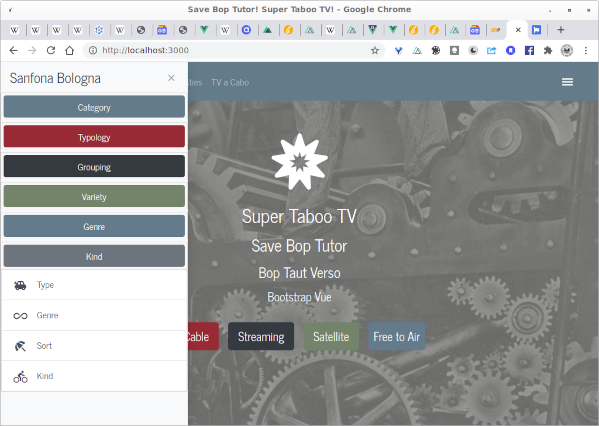 Save Bop Tutor! Super Taboo TV! - Google Chrome
http://localhost:3000
Sanfona Bologna
TV a Cabo
Category
Typology
Grouping
Variety
Genre
Kind
Type
Genre
Sort
Kind
Super Taboo TV
Save Bop Tutor
Bop Taut Verso
Bootstrap Vue
Cable
Streaming
Satellite
Free to Air